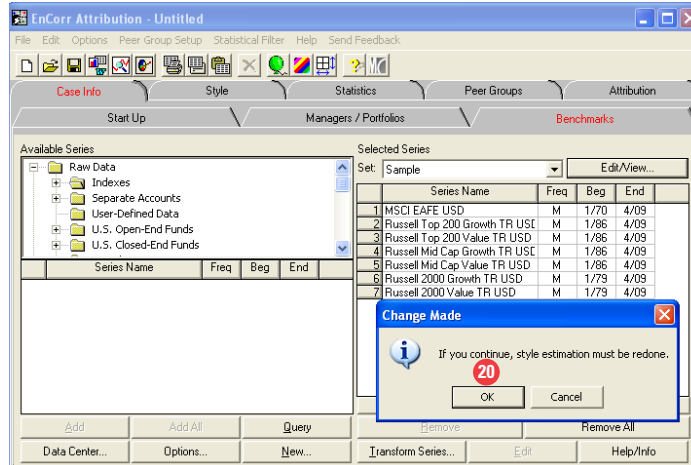 EnCorr Attribution - Untitled
File Edit Options Peer Group Setup Statistical Filter Help Send Feedback
Case Info Style Statistics Peer Groups Attribution
Start Up Managers / Portfolios Benchmarks
Available Series Selected Series
Set: Sample Edit/View...
Raw Data
Indexes
Separate Accounts
User-Defined Data
U.S. Open-End Funds
U.S. Closed-End Funds
Series Name Freq Beg End
Series Name Freq Beg End
1 MSCI EAFE USD M 1/70 4/09
2 Russell Top 200 Growth TR USD M 1/86 4/09
3 Russell Top 200 Value TR USD M 1/86 4/09
4 Russell Mid Cap Growth TR USD M 1/86 4/09
5 Russell Mid Cap Value TR USD M 1/86 4/09
6 Russell 2000 Growth TR USD M 1/79 4/09
7 Russell 2000 Value TR USD M 1/79 4/09
Change Made
If you continue, style estimation must be redone.
20
OK Cancel
Add Add All Query Remove Remove All
Data Center... Options... New... Transform Series... Edit Help/Info